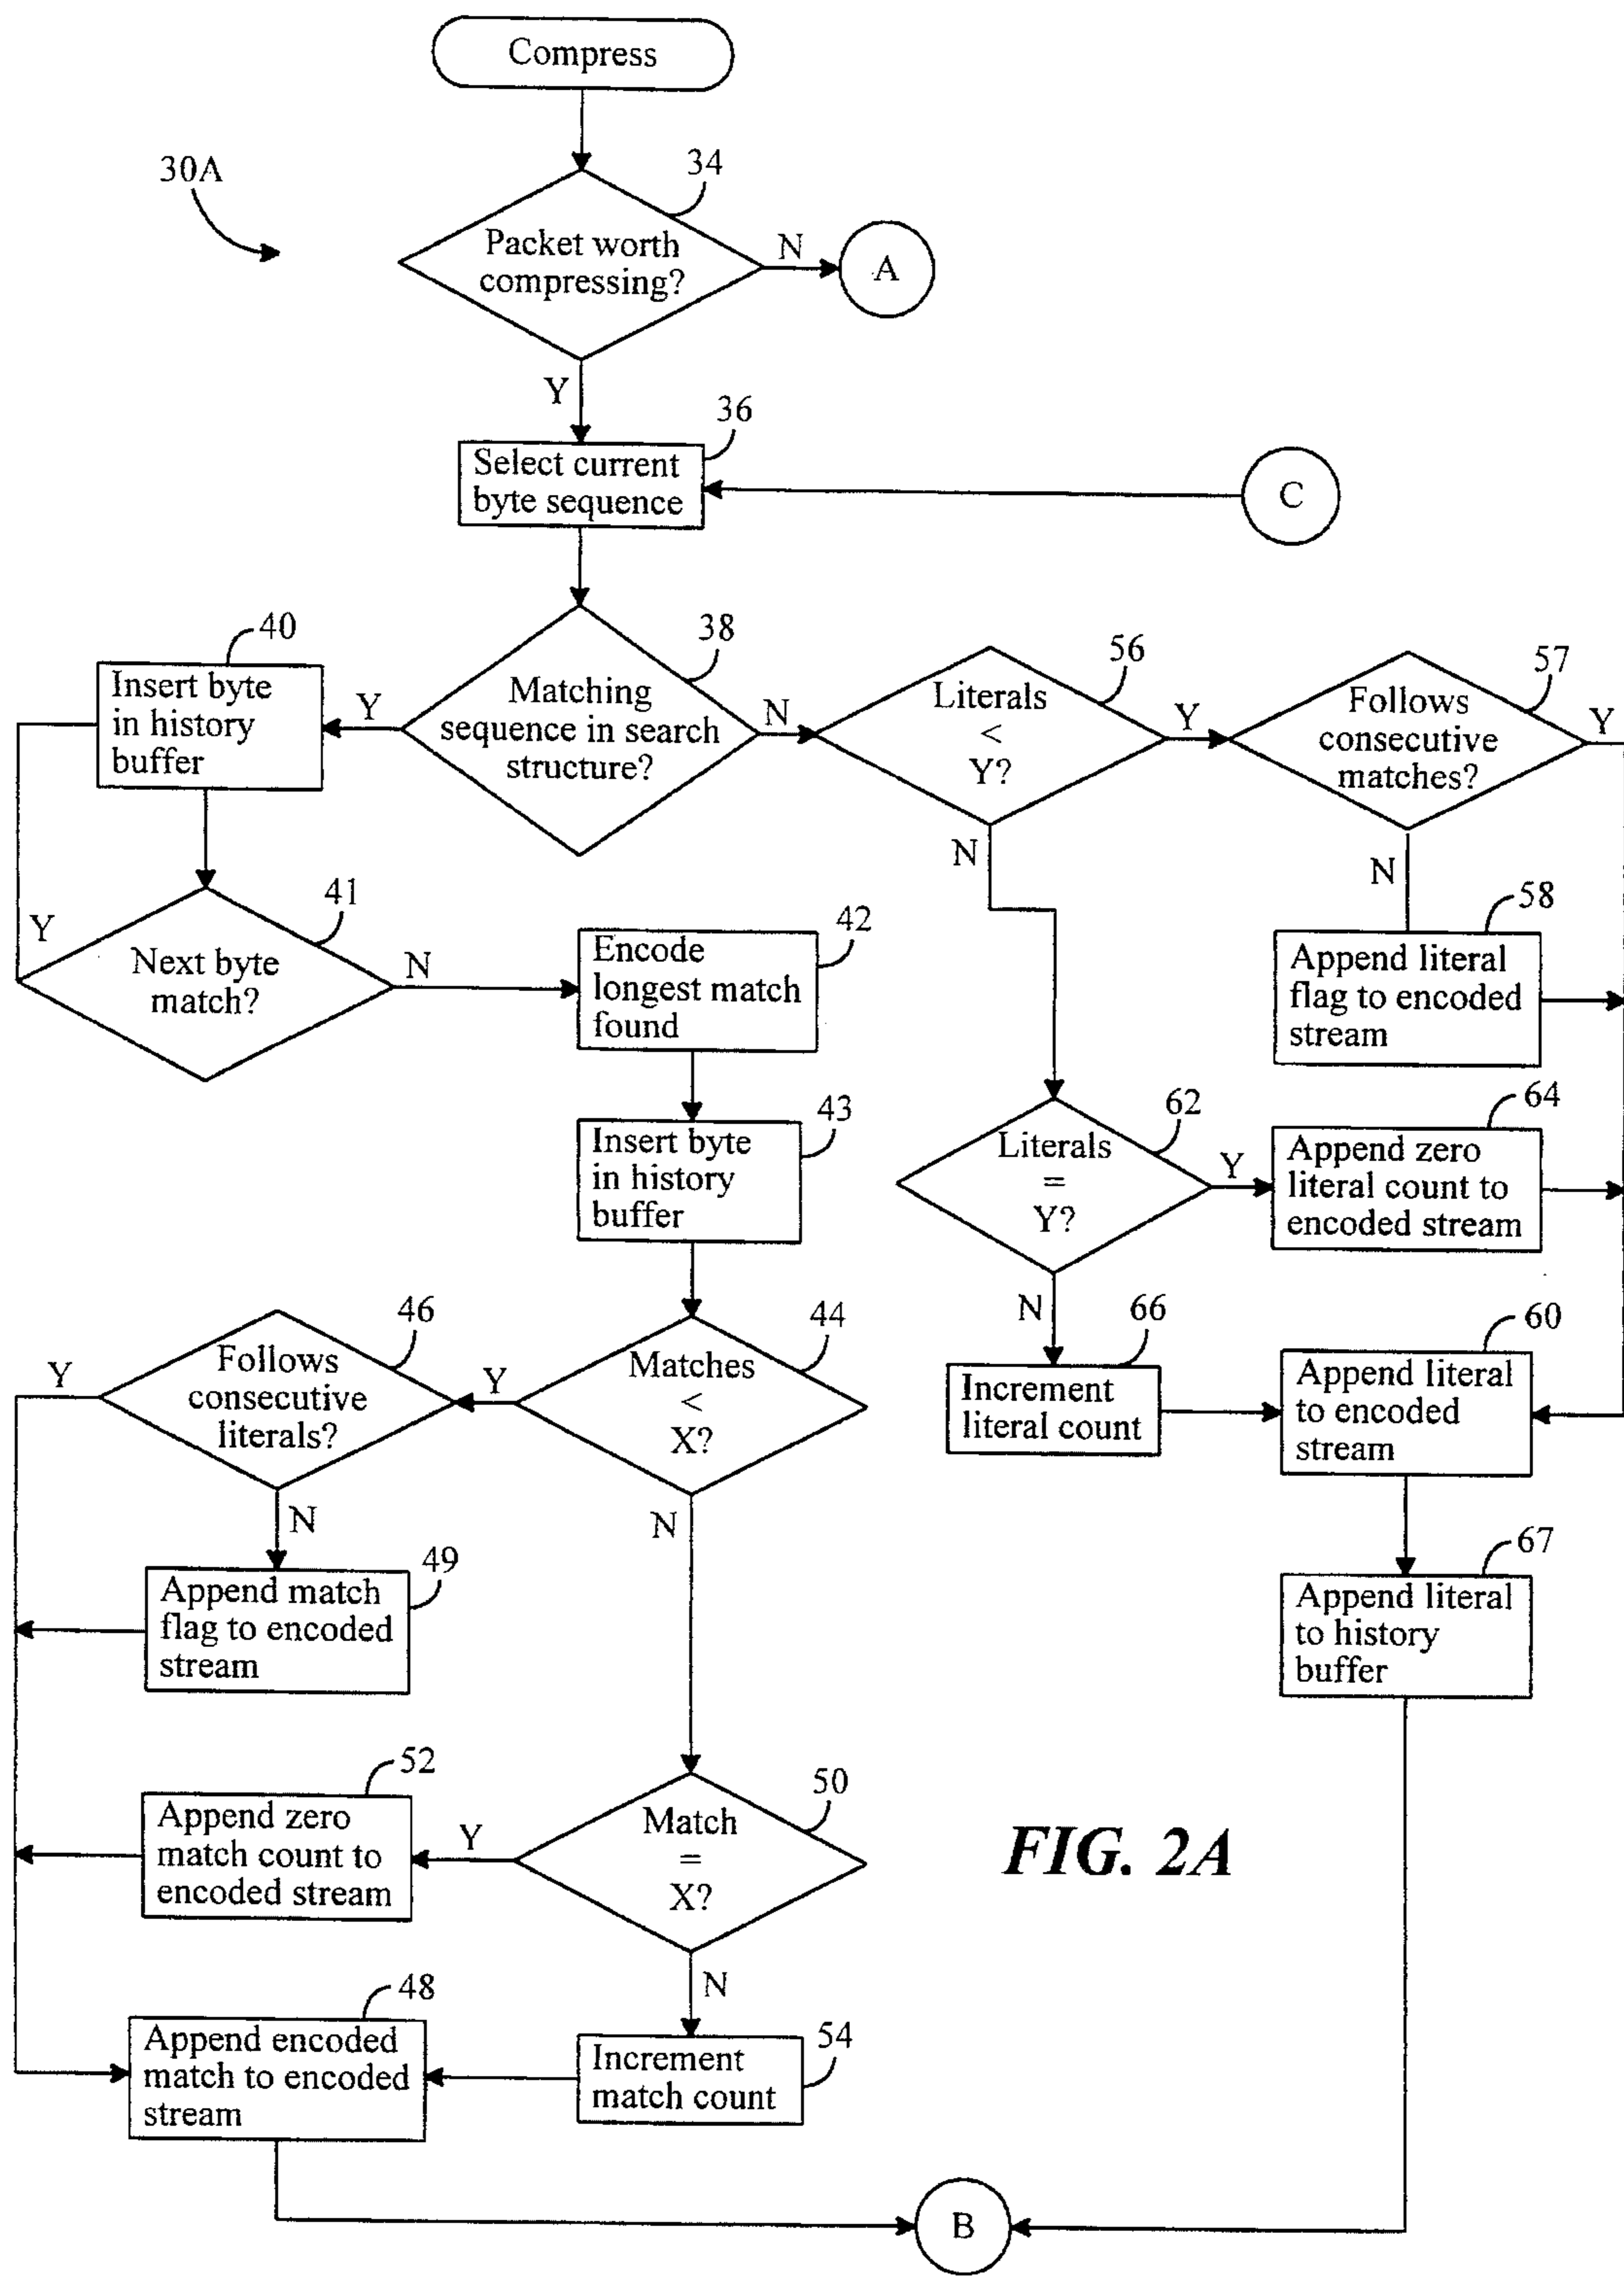 Compress
30A
34
Packet worth
compressing?
N
A
Y
36
Select current
byte sequence
C
40
Insert byte
in history
buffer
Y
38
Matching
sequence in search
structure?
N
56
Literals
<
Y?
Y
57
Follows
consecutive
matches?
Y
N
N
41
Y
Next byte
match?
N
42
Encode
longest match
found
58
Append literal
flag to encoded
stream
43
Insert byte
in history
buffer
62
Literals
=
Y?
Y
64
Append zero
literal count to
encoded stream
N
46
Y
Follows
consecutive
literals?
Y
44
Matches
<
X?
66
Increment
literal count
60
Append literal
to encoded
stream
N
N
49
Append match
flag to encoded
stream
67
Append literal
to history
buffer
52
Append zero
match count to
encoded stream
Y
50
Match
=
X?
FIG. 2A
N
48
Append encoded
match to encoded
stream
54
Increment
match count
B